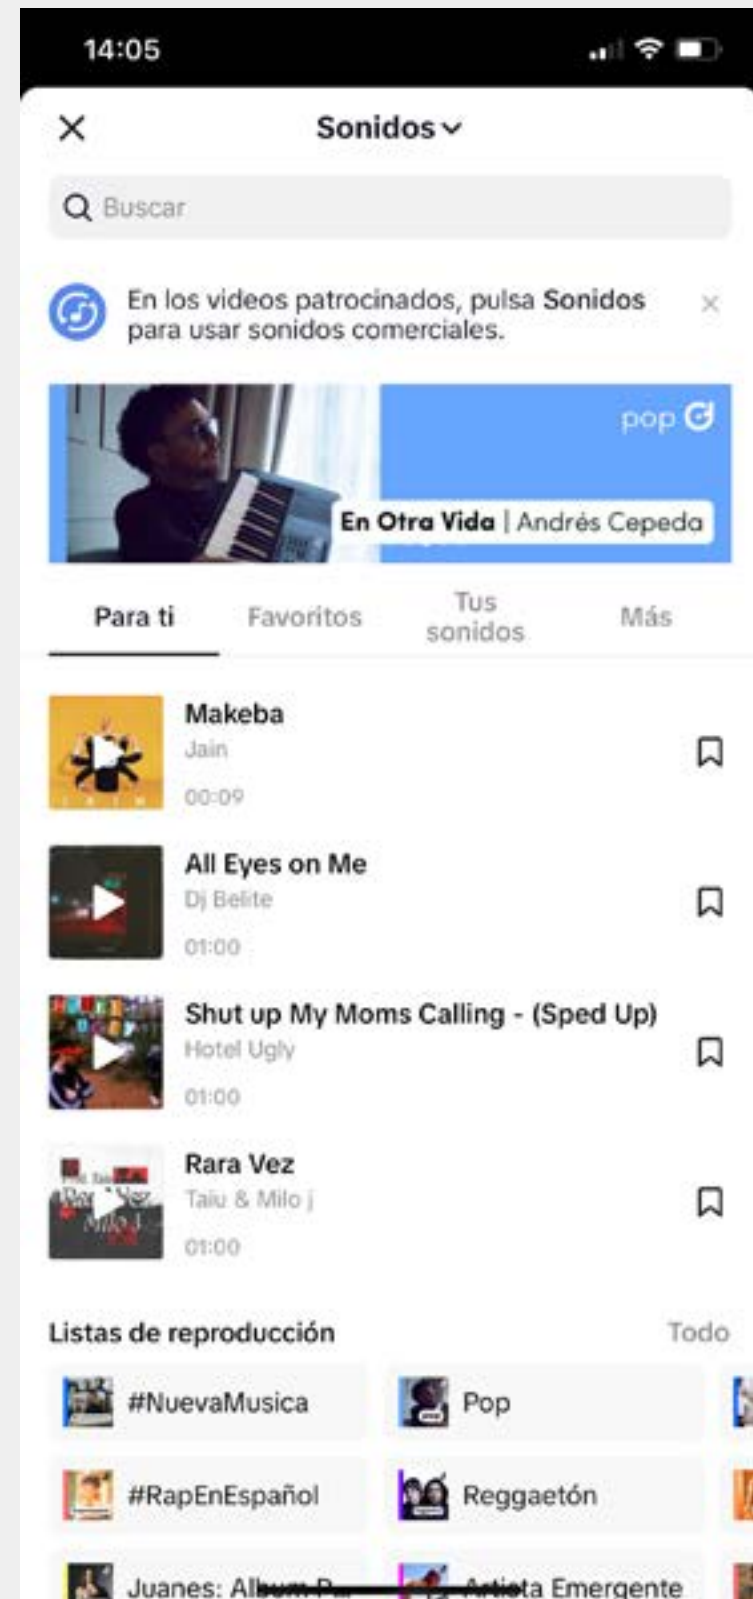 14:05
Sonidos
Buscar
En los videos patrocinados, pulsa Sonidos
para usar sonidos comerciales.
pop
En Otra Vida | Andrés Cepeda
Para ti
Favoritos
Tus
sonidos
Más
Makeba
Jain
00:09
All Eyes on Me
Dj Belite
01:00
Shut up My Moms Calling - (Sped Up)
Hotel Ugly
01:00
Rara Vez
Taiu & Milo j
01:00
Listas de reproducción
Todo
#NuevaMusica
Pop
#RapEnEspañol
Reggaetón
Juanes: Album P...
Artista Emergente